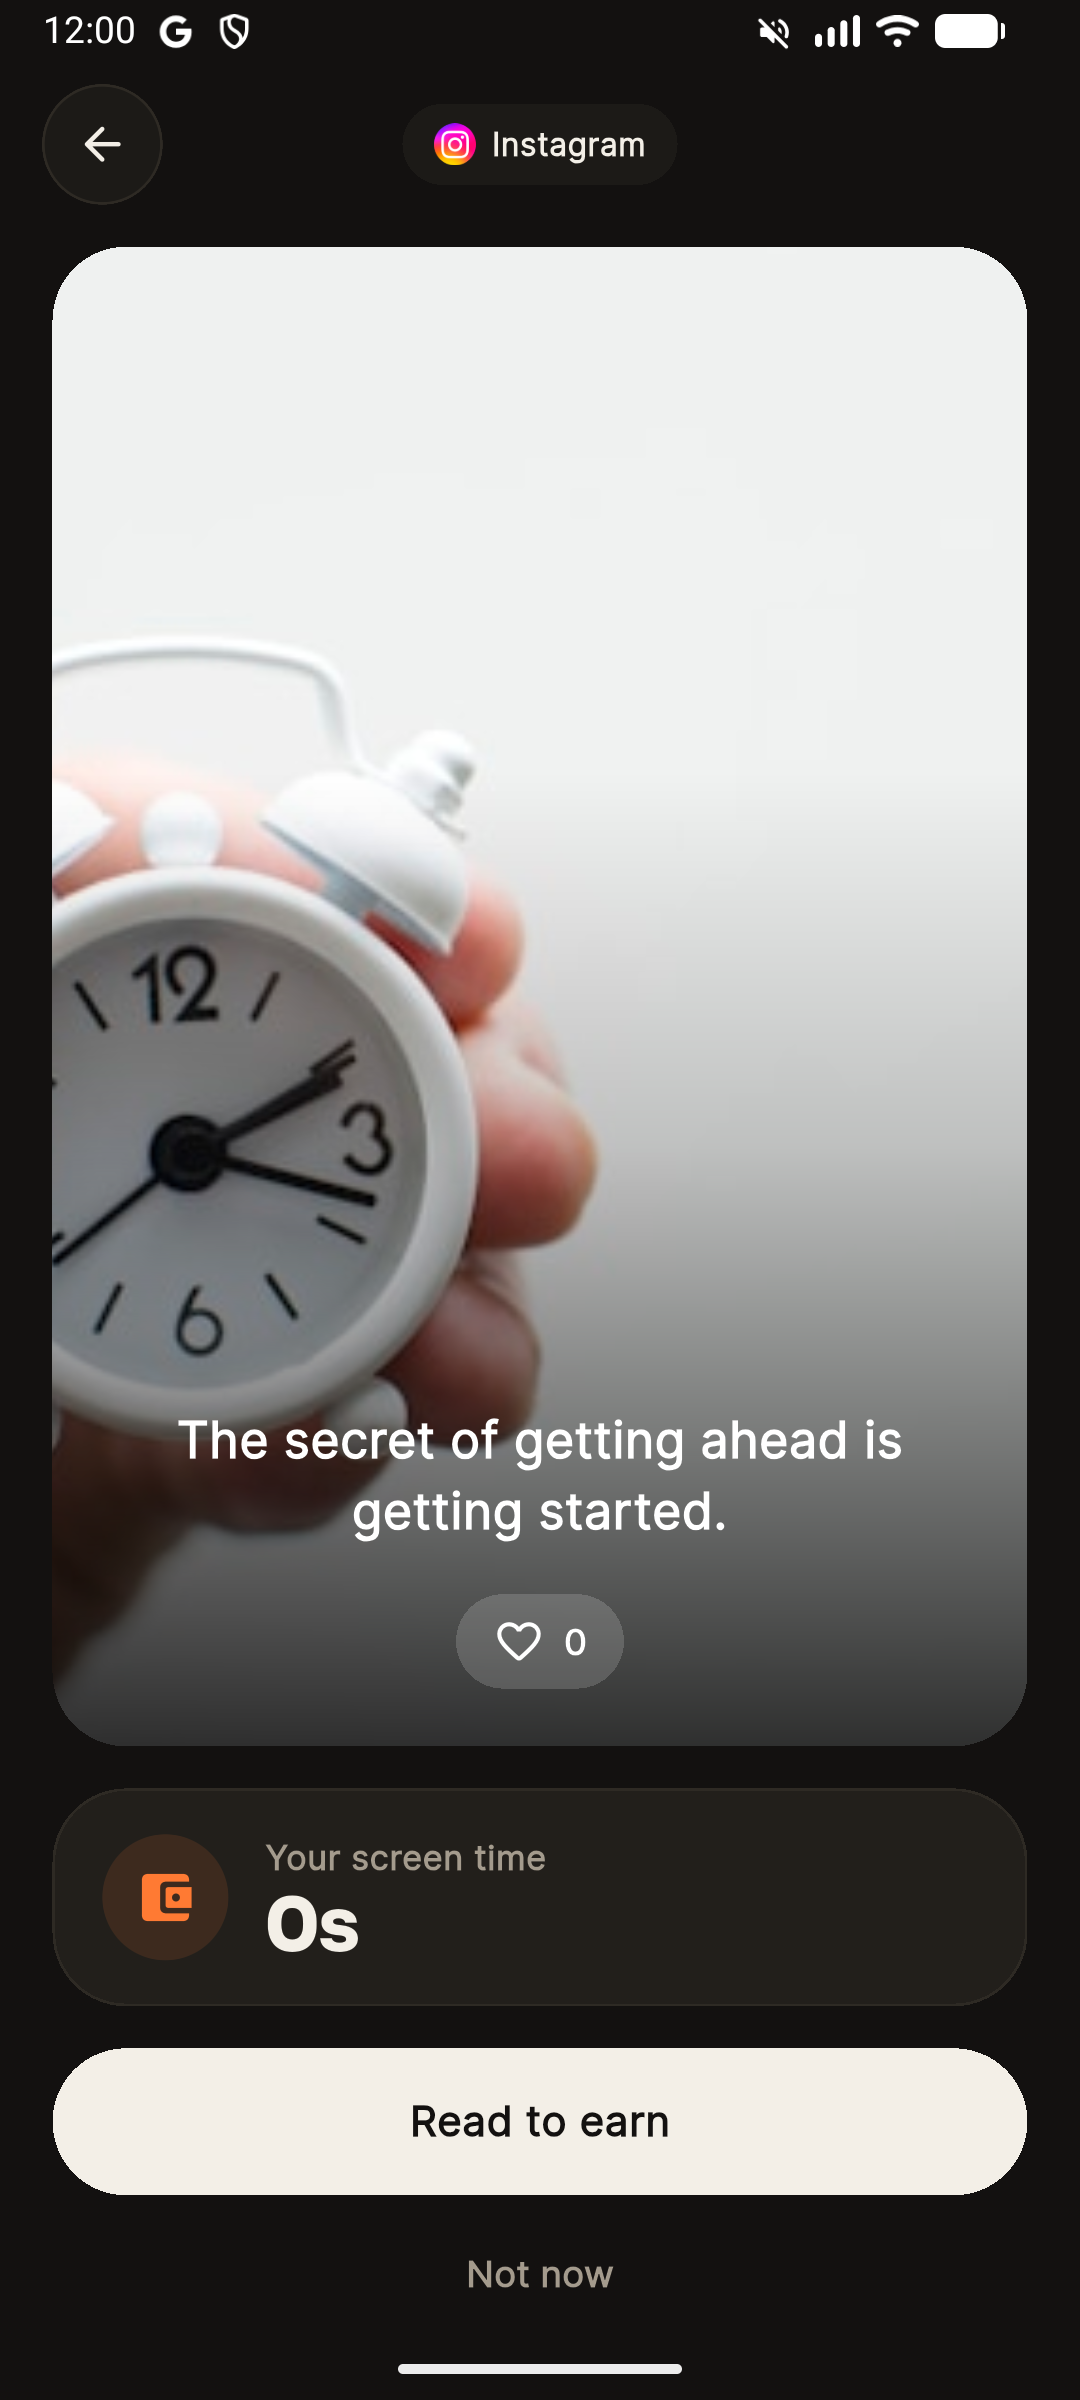 12:00
Instagram
12
3
6
The secret of getting ahead is
getting started.
0
Your screen time
0s
Read to earn
Not now